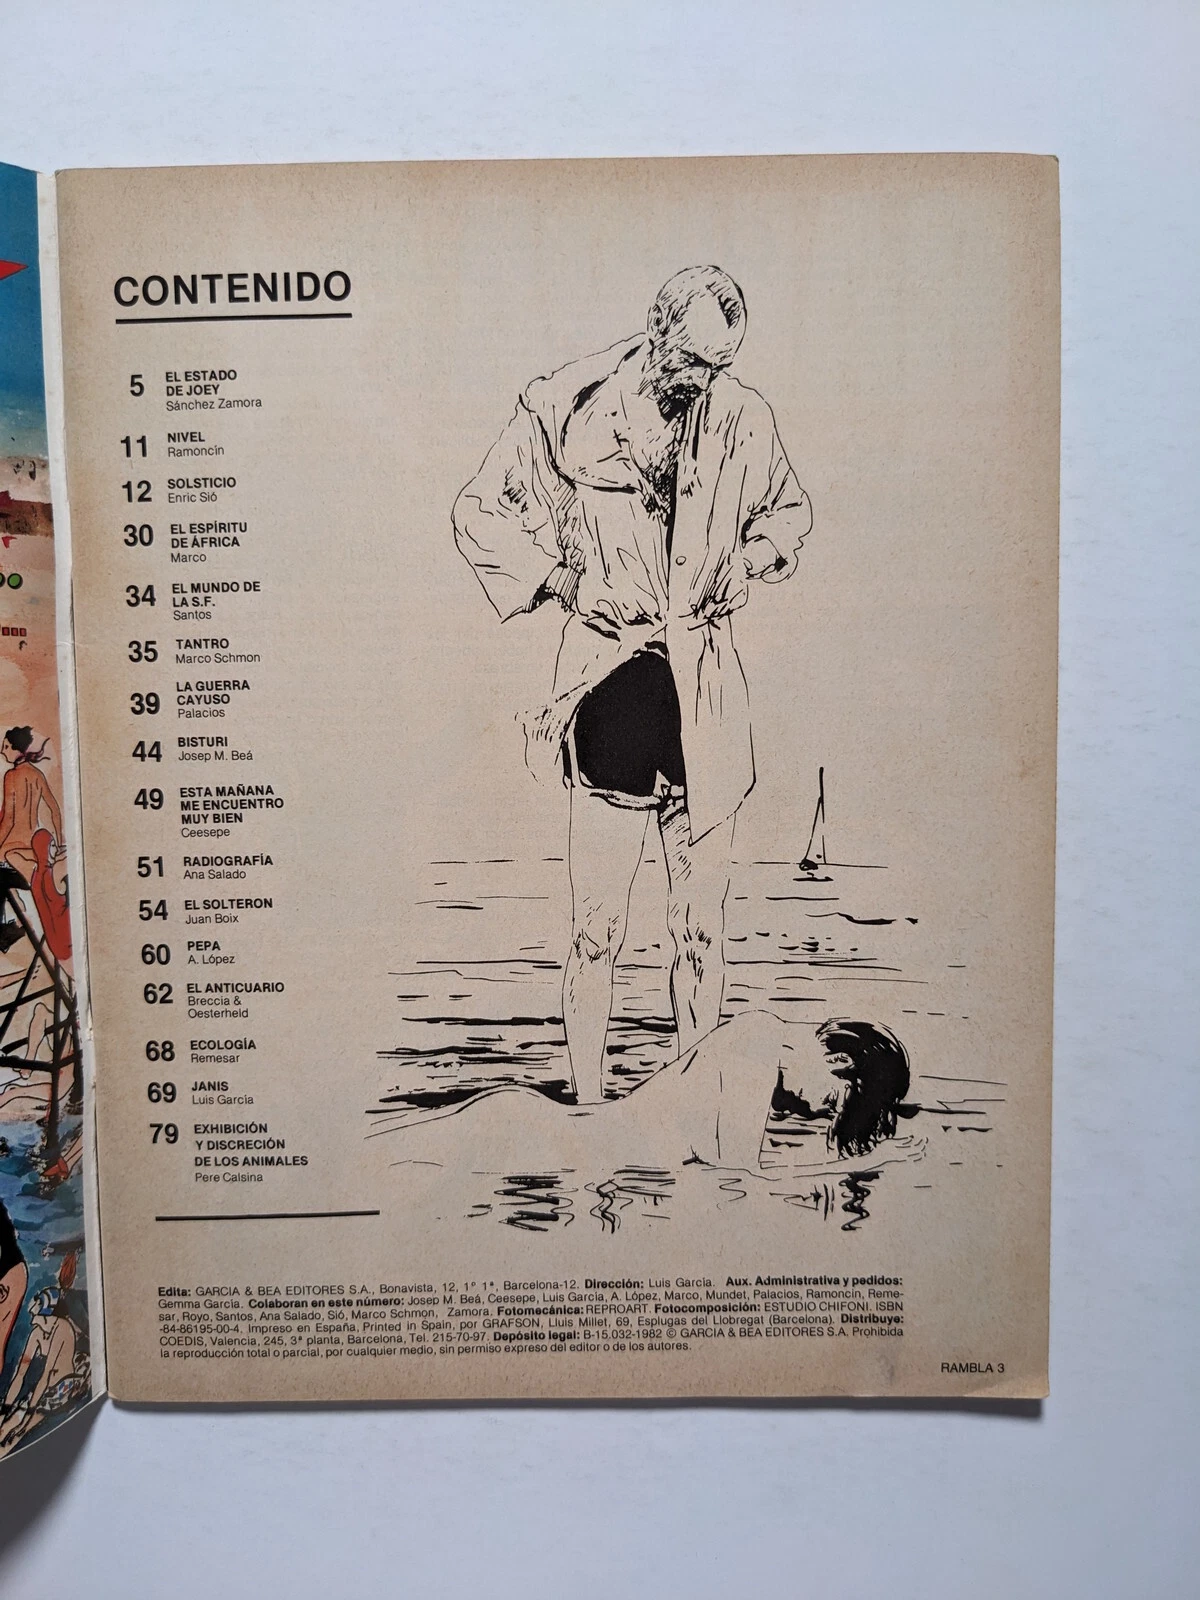 CONTENIDO
5 EL ESTADO
DE JOEY
Sánchez Zamora
11 NIVEL
Ramoncín
12 SOLSTICIO
Enric Sió
30 EL ESPÍRITU
DE ÁFRICA
Marco
34 EL MUNDO DE
LA S.F.
Santos
35 TANTRO
Marco Schmon
39 LA GUERRA
CAYUSO
Palacios
44 BISTURI
Josep M. Beá
49 ESTA MAÑANA
ME ENCUENTRO
MUY BIEN
Ceesepe
51 RADIOGRAFÍA
Ana Salado
54 EL SOLTERON
Juan Boix
60 PEPA
A. López
62 EL ANTICUARIO
Breccia &
Oesterheld
68 ECOLOGÍA
Remesar
69 JANIS
Luis García
79 EXHIBICIÓN
Y DISCRECIÓN
DE LOS ANIMALES
Pere Calsina
Edita: GARCIA & BEA EDITORES S.A., Bonavista, 12, 1º 1ª, Barcelona-12. Dirección: Luis García. Aux. Administrativa y pedidos:
Gemma García. Colaboran en este número: Josep M. Beá, Ceesepe, Luis García, A. López, Marco, Mundet, Palacios, Ramoncín, Reme-
sar, Royo, Santos, Ana Salado, Sió, Marco Schmon, Zamora. Fotomecánica: REPROART. Fotocomposición: ESTUDIO CHIFONI. ISBN
-84-86195-00-4. Impreso en España, Printed in Spain, por GRAFSON, Lluis Millet, 69, Esplugas del Llobregat (Barcelona). Distribuye:
COEDIS, Valencia, 245, 3ª planta, Barcelona, Tel. 215-70-97. Depósito legal: B-15.032-1982 © GARCIA & BEA EDITORES S.A. Prohibida
la reproducción total o parcial, por cualquier medio, sin permiso expreso del editor o de los autores.
RAMBLA 3